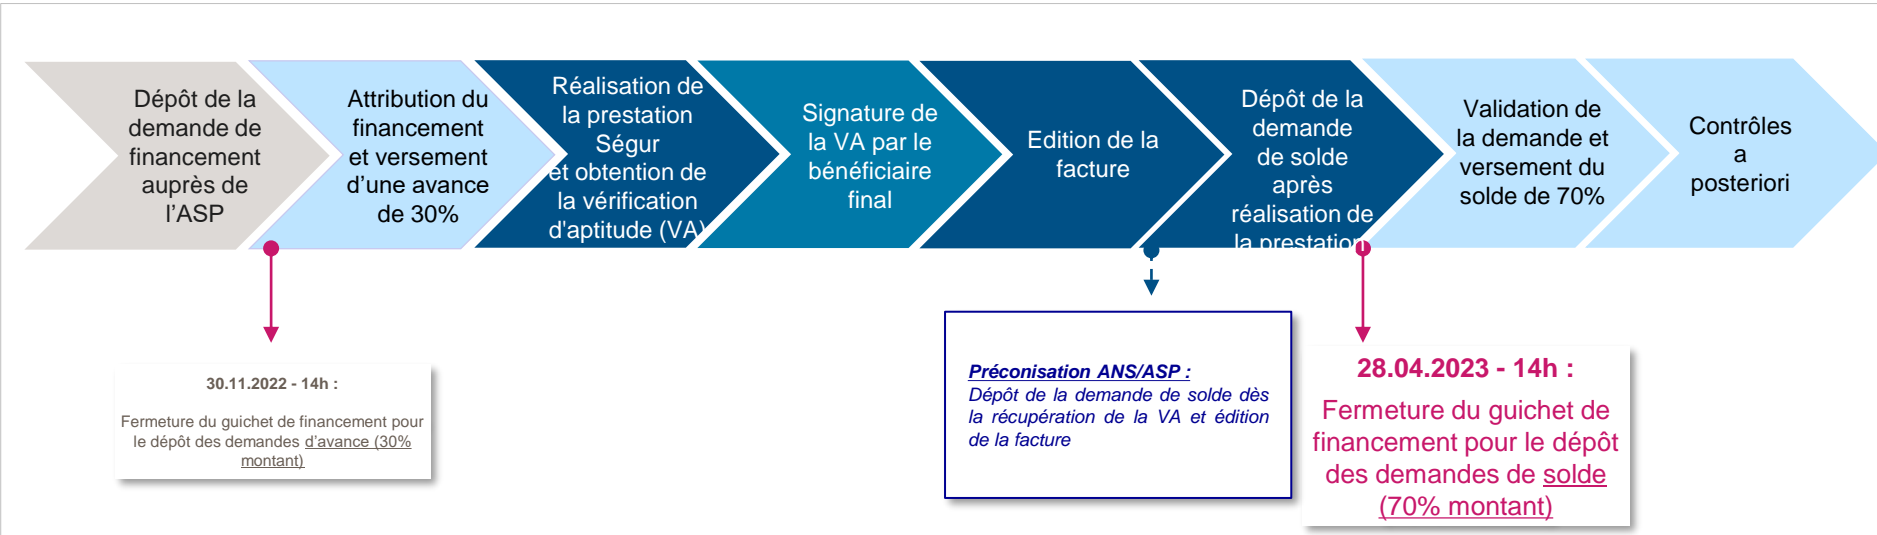 Dépôt de la
demande de
financement
auprès de
l'ASP
Attribution du
financement
et versement
d'une avance
de 30%
Réalisation de
la prestation
Ségur
et obtention de
la vérification
d'aptitude (VA)
Signature de
la VA par le
bénéficiaire
final
Edition de la
facture
Dépôt de la
demande
de solde
après
réalisation de
la prestation
Validation de
la demande et
versement du
solde de 70%
Contrôles
a
posteriori
30.11.2022 - 14h :
Fermeture du guichet de financement pour
le dépôt des demandes d'avance (30%
montant)
Préconisation ANS/ASP :
Dépôt de la demande de solde dès
la récupération de la VA et édition
de la facture
28.04.2023 - 14h :
Fermeture du guichet de
financement pour le dépôt
des demandes de solde
(70% montant)